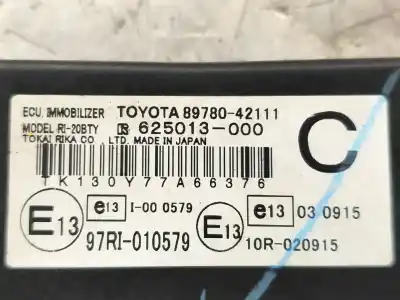 ECU. IMMOBILIZER TOYOTA 89780-42111
MODEL RI-20BTY 625013-000
TOKAI RIKA CO., LTD. MADE IN JAPAN
C
TK130Y77A66376
E13 e13 I-00 0579
97RI-010579
E13 e13 03 0915
10R-020915